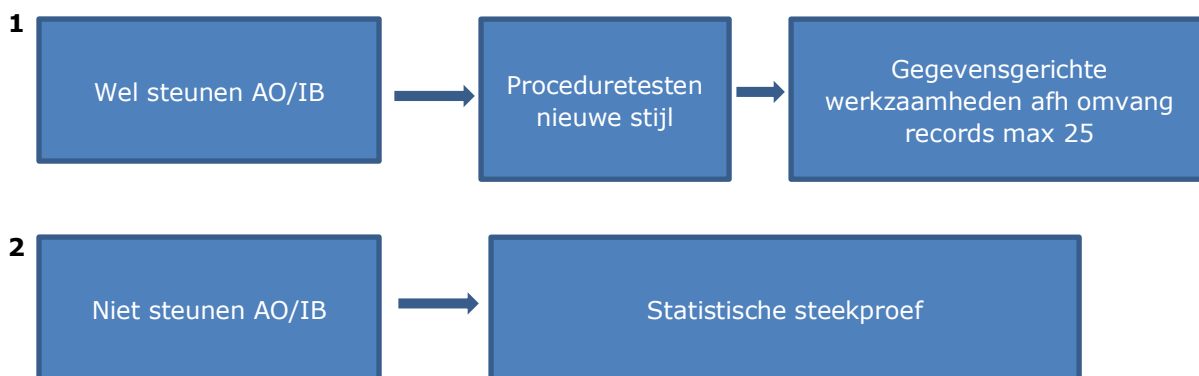 1
Wel steunen AO/IB
Proceduretesten
nieuwe stijl
Gegevensgerichte
werkzaamheden afh omvang
records max 25
2
Niet steunen AO/IB
Statistische steekproef